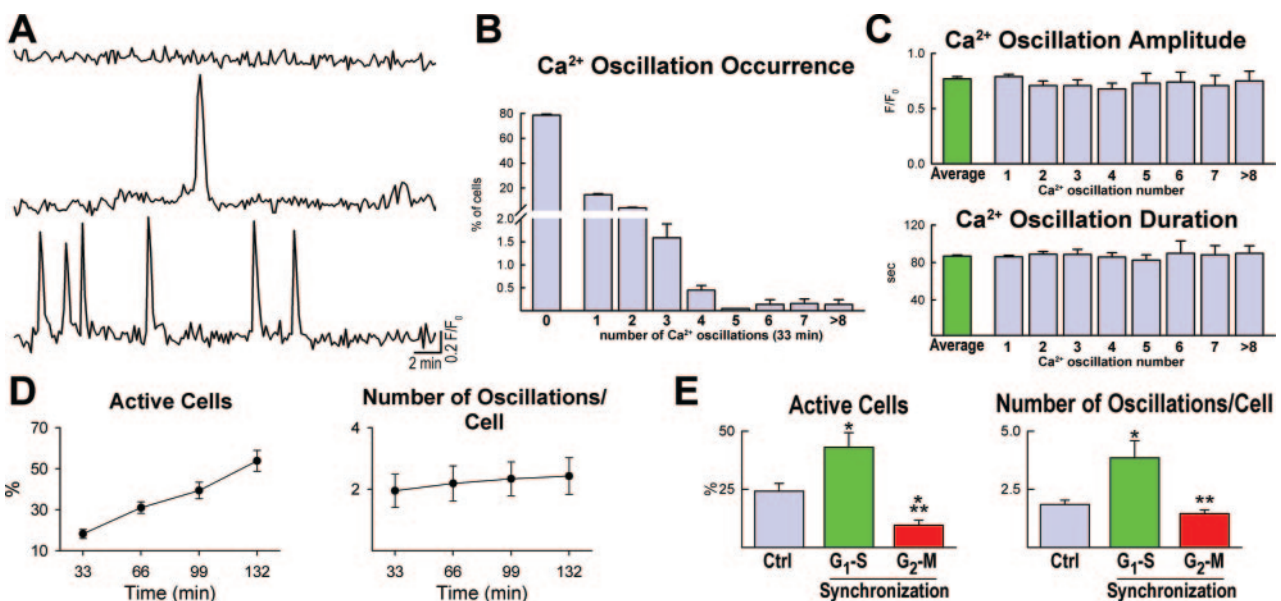 A
2 min
0.2 F/F₀
B
Ca²⁺ Oscillation Occurrence
% of cells
80
60
40
20
2.0
1.5
1.0
0.5
0 1 2 3 4 5 6 7 >8
number of Ca²⁺ oscillations (33 min)
C
Ca²⁺ Oscillation Amplitude
F/F₀
1.0
0.5
0.0
Average 1 2 3 4 5 6 7 >8
Ca²⁺ oscillation number
Ca²⁺ Oscillation Duration
sec
120
80
40
Average 1 2 3 4 5 6 7 >8
Ca²⁺ oscillation number
D
Active Cells
%
70
50
30
10
33 66 99 132
Time (min)
Number of Oscillations/
Cell
4
2
33 66 99 132
Time (min)
E
Active Cells
%
50
25
*
*
**
Ctrl G₁-S G₂-M
Synchronization
Number of Oscillations/Cell
5.0
2.5
*
**
Ctrl G₁-S G₂-M
Synchronization